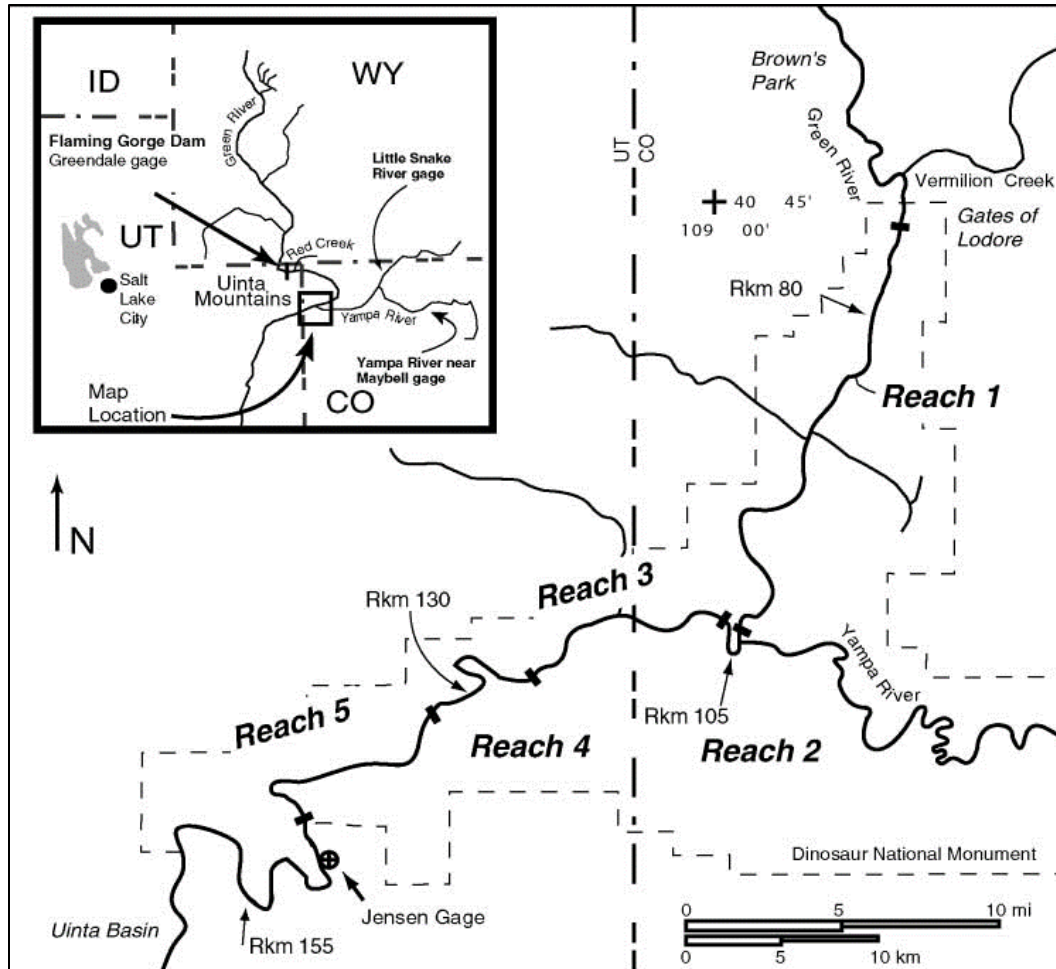 ID
WY
Flaming Gorge Dam
Greendale gage
Green River
Little Snake
River gage
UT
Red Creek
Salt
Lake
City
Uinta
Mountains
Yampa River
Yampa River near
Maybell gage
Map
Location
CO
N
UT
CO
Brown's
Park
Green River
Vermilion Creek
40 45'
109 00'
Gates of
Lodore
Rkm 80
Reach 1
Reach 3
Rkm 130
Yampa River
Reach 5
Rkm 105
Reach 4
Reach 2
Dinosaur National Monument
Jensen Gage
Uinta Basin
Rkm 155
0 5 10 mi
0 5 10 km